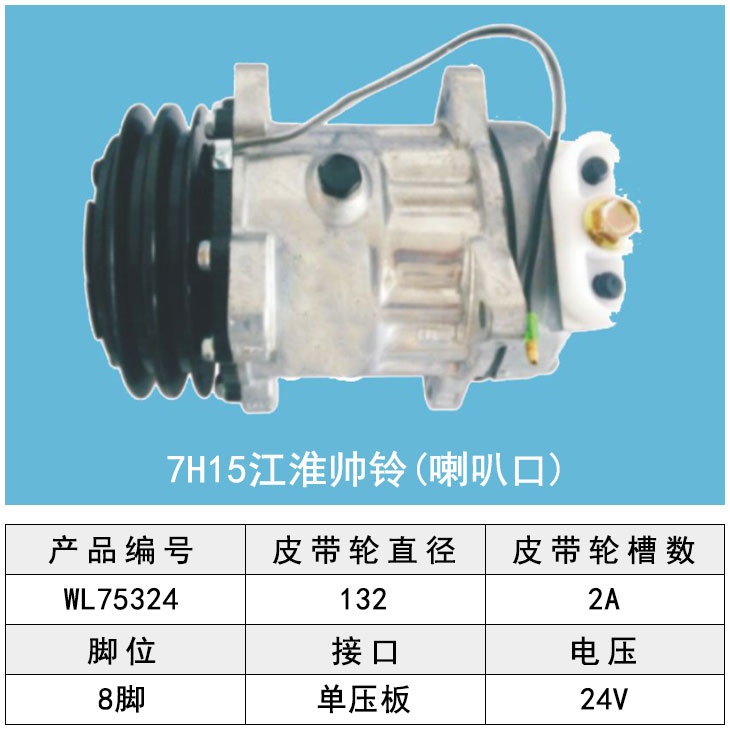 7H15江淮帅铃(喇叭口)
产品编号 皮带轮直径 皮带轮槽数
WL75324 132 2A
脚位 接口 电压
8脚 单压板 24V